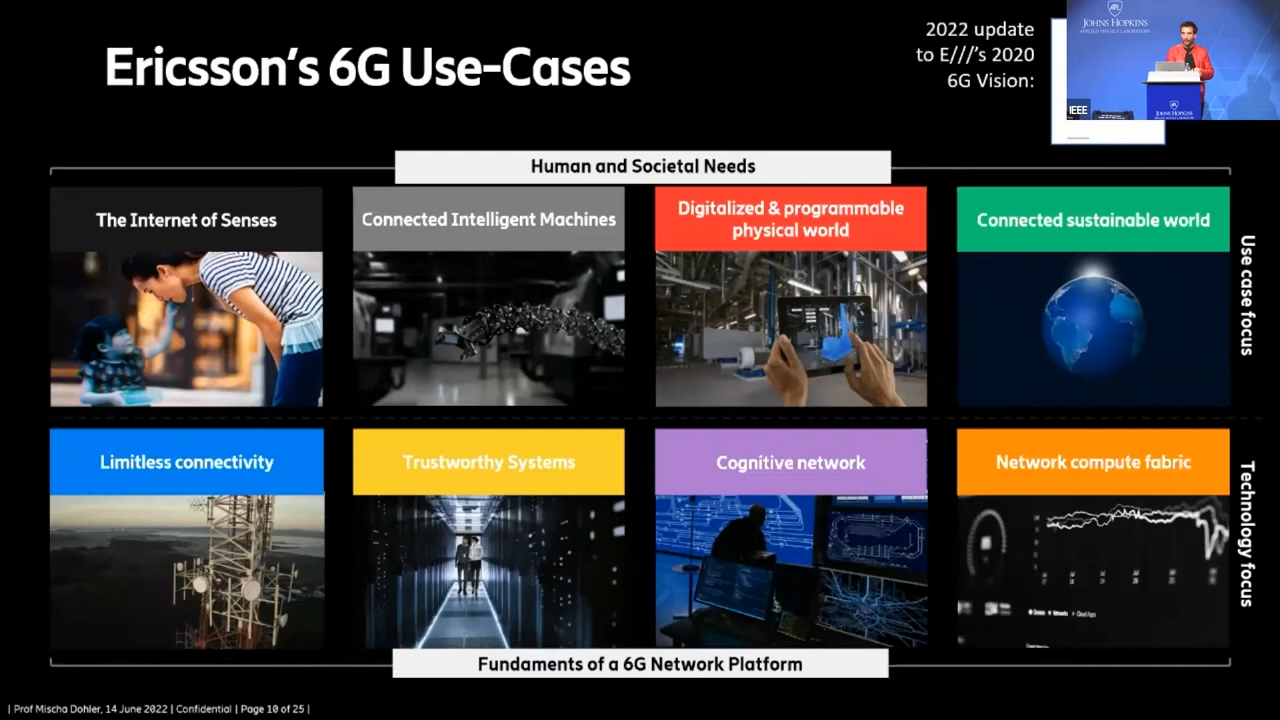 Ericsson's 6G Use-Cases
2022 update
to E///'s 2020
6G Vision:
APL
JOHNS HOPKINS
APPLIED PHYSICS LABORATORY
IEEE
JOHNS HOPKINS
Human and Societal Needs
The Internet of Senses
Connected Intelligent Machines
Digitalized & programmable
physical world
Connected sustainable world
Use case focus
Limitless connectivity
Trustworthy Systems
Cognitive network
Network compute fabric
Technology focus
Fundaments of a 6G Network Platform
| Prof Mischa Dohler, 14 June 2022 | Confidential | Page 10 of 25 |